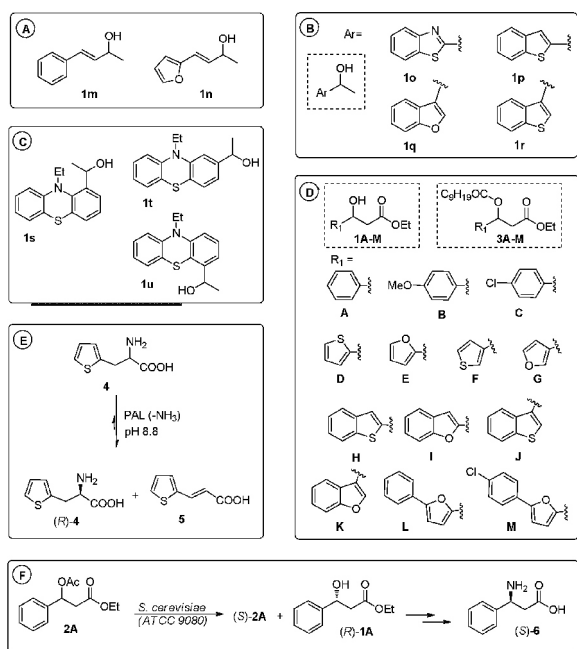 A
OH
OH
O
1m
1n
B
Ar=
OH
Ar
N
S
1o
S
1p
O
1q
S
1r
C
Et
N
OH
S
1s
Et
N
S
OH
1t
Et
N
S
HO
1u
D
OH O
R1 OEt
1A-M
C9H19OCO O
R1 OEt
3A-M
R1 =
A
MeO
B
Cl
C
S
D
O
E
S
F
O
G
S
H
O
I
S
J
O
K
O
L
Cl
O
M
E
NH2
S
COOH
4
PAL (-NH3)
pH 8.8
NH2
S
COOH
(R)-4
+
S
COOH
5
F
OAc O
OEt
2A
S. cerevisiae
(ATCC 9080)
(S)-2A
+
OH O
OEt
(R)-1A
NH2 O
OH
(S)-6